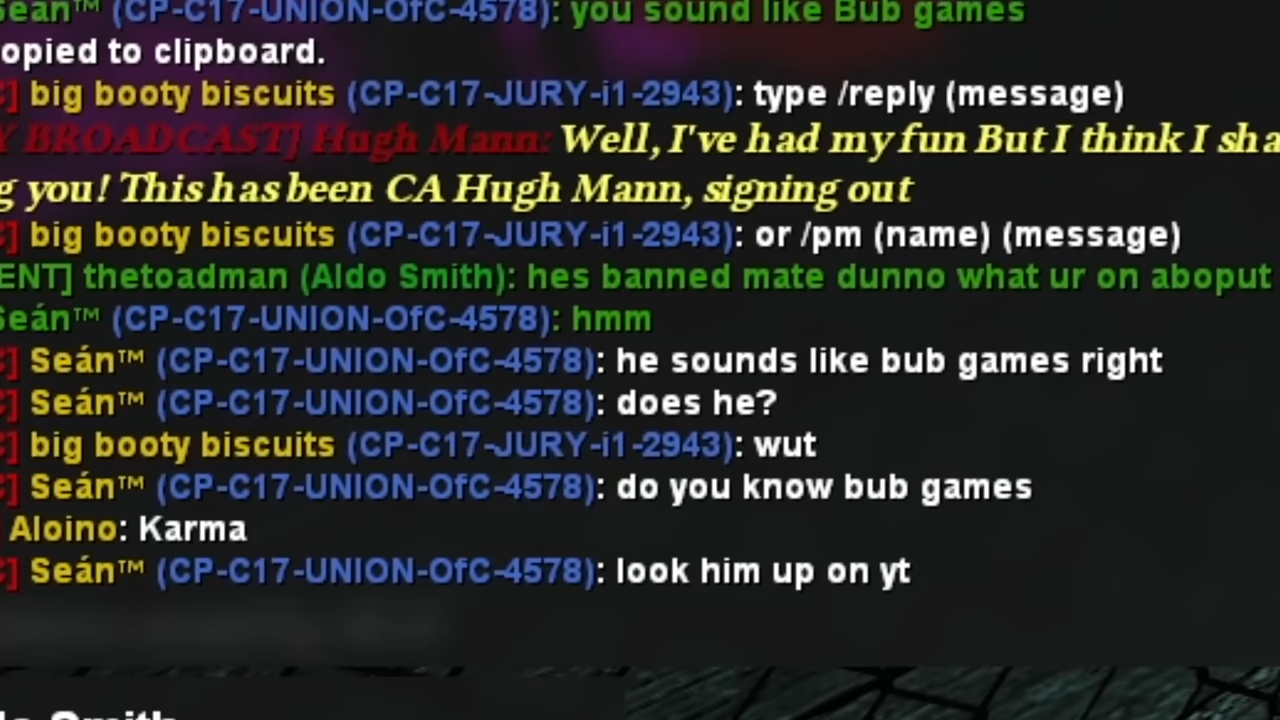 Seán™ (CP-C17-UNION-OfC-4578): you sound like Bub games
opied to clipboard.
C] big booty biscuits (CP-C17-JURY-i1-2943): type /reply (message)
Y BROADCAST] Hugh Mann: Well, I've had my fun But I think I sha
g you! This has been CA Hugh Mann, signing out
C] big booty biscuits (CP-C17-JURY-i1-2943): or /pm (name) (message)
ENT] thetoadman (Aldo Smith): hes banned mate dunno what ur on aboput
Seán™ (CP-C17-UNION-OfC-4578): hmm
C] Seán™ (CP-C17-UNION-OfC-4578): he sounds like bub games right
C] Seán™ (CP-C17-UNION-OfC-4578): does he?
C] big booty biscuits (CP-C17-JURY-i1-2943): wut
C] Seán™ (CP-C17-UNION-OfC-4578): do you know bub games
Aloino: Karma
C] Seán™ (CP-C17-UNION-OfC-4578): look him up on yt
Smith